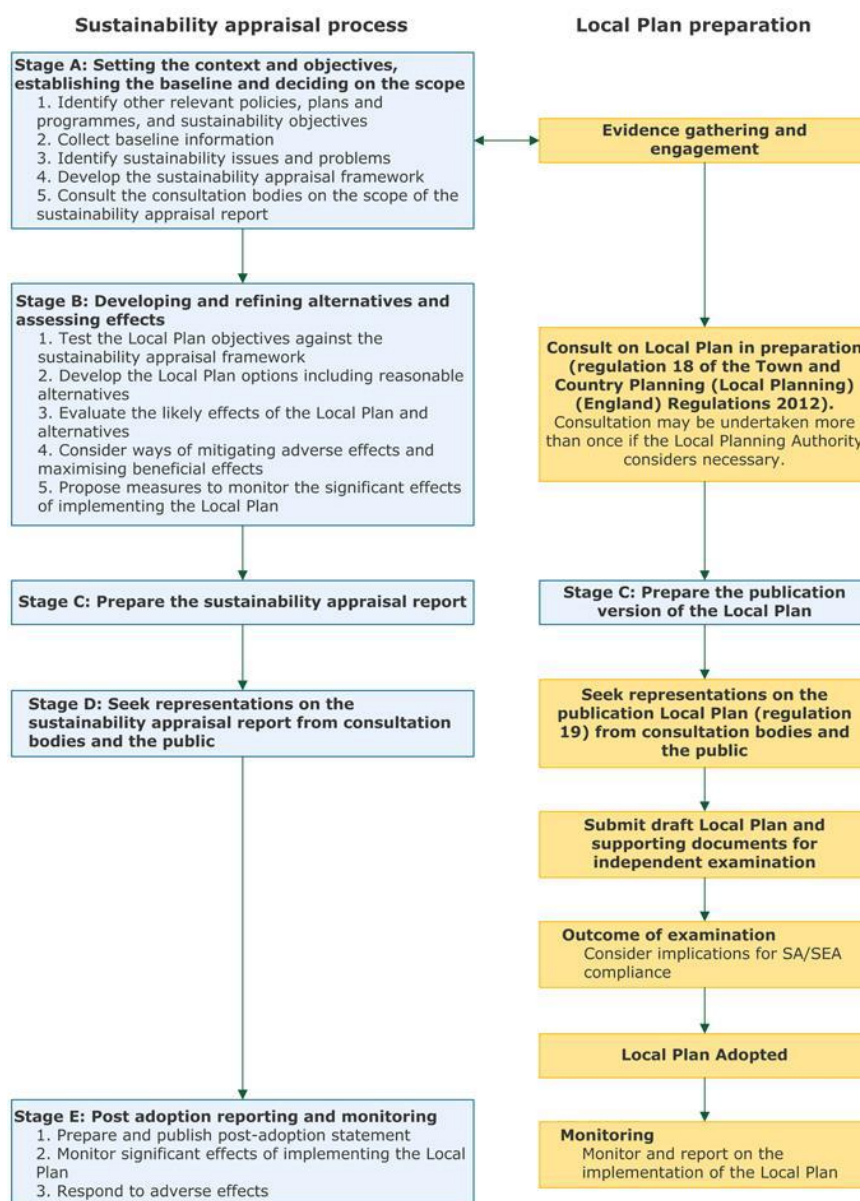 Sustainability appraisal process
Local Plan preparation
Stage A: Setting the context and objectives,
establishing the baseline and deciding on the scope
1. Identify other relevant policies, plans and
programmes, and sustainability objectives
2. Collect baseline information
3. Identify sustainability issues and problems
4. Develop the sustainability appraisal framework
5. Consult the consultation bodies on the scope of the
sustainability appraisal report
Evidence gathering and
engagement
Stage B: Developing and refining alternatives and
assessing effects
1. Test the Local Plan objectives against the
sustainability appraisal framework
2. Develop the Local Plan options including reasonable
alternatives
3. Evaluate the likely effects of the Local Plan and
alternatives
4. Consider ways of mitigating adverse effects and
maximising beneficial effects
5. Propose measures to monitor the significant effects
of implementing the Local Plan
Consult on Local Plan in preparation
(regulation 18 of the Town and
Country Planning (Local Planning)
(England) Regulations 2012).
Consultation may be undertaken more
than once if the Local Planning Authority
considers necessary.
Stage C: Prepare the sustainability appraisal report
Stage C: Prepare the publication
version of the Local Plan
Stage D: Seek representations on the
sustainability appraisal report from consultation
bodies and the public
Seek representations on the
publication Local Plan (regulation
19) from consultation bodies and
the public
Submit draft Local Plan and
supporting documents for
independent examination
Outcome of examination
Consider implications for SA/SEA
compliance
Local Plan Adopted
Stage E: Post adoption reporting and monitoring
1. Prepare and publish post-adoption statement
2. Monitor significant effects of implementing the Local
Plan
3. Respond to adverse effects
Monitoring
Monitor and report on the
implementation of the Local Plan